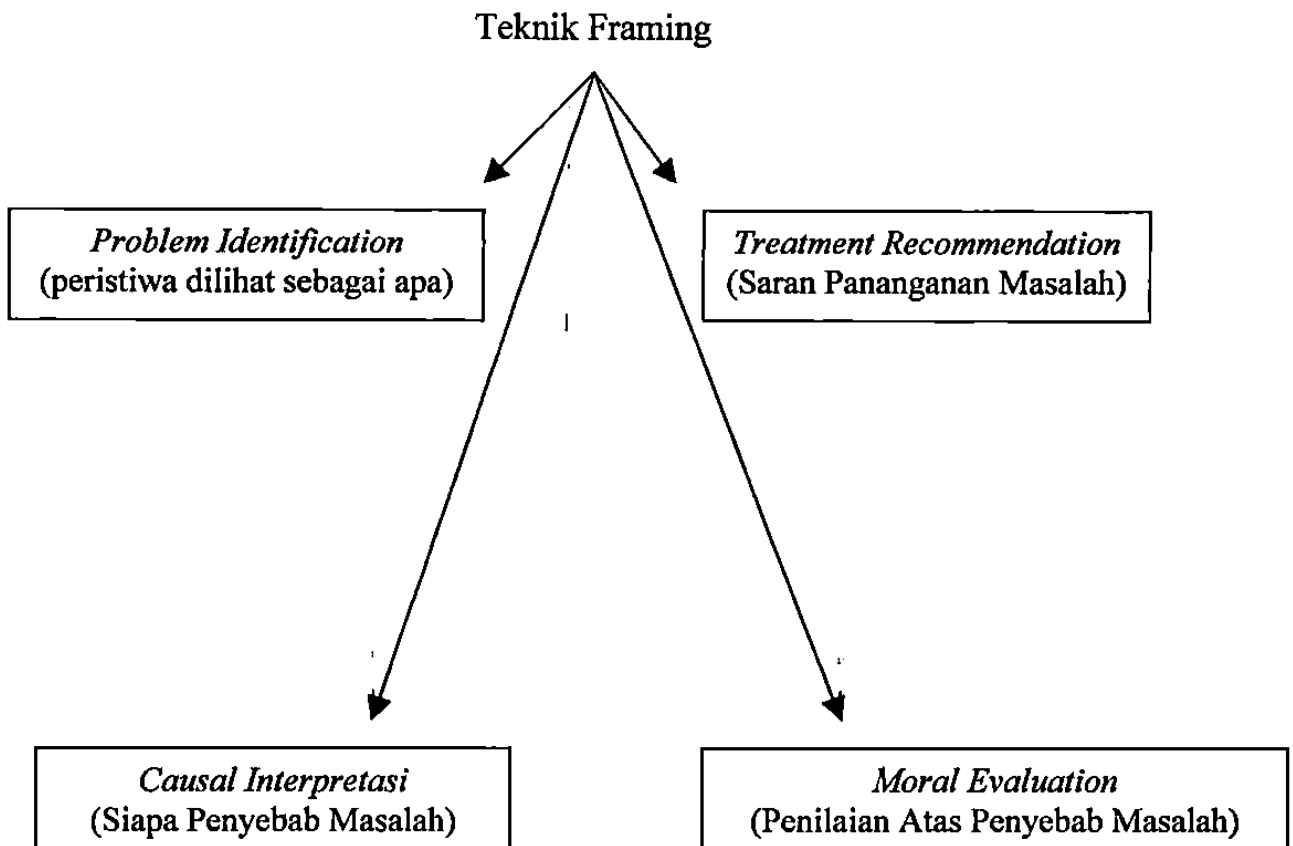 Teknik Framing
Problem Identification
(peristiwa dilihat sebagai apa)
Treatment Recommendation
(Saran Pananganan Masalah)
Causal Interpretasi
(Siapa Penyebab Masalah)
Moral Evaluation
(Penilaian Atas Penyebab Masalah)